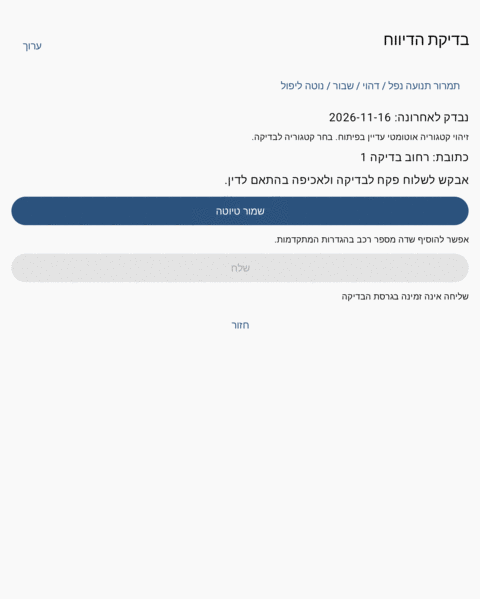 בדיקת הדיווח
ערוך
תמרור תנועה נפל / דהוי / שבור / נוטה ליפול
נבדק לאחרונה: 2026-11-16
זיהוי קטגוריה אוטומטי עדיין בפיתוח. בחר קטגוריה לבדיקה.
כתובת: רחוב בדיקה 1
אבקש לשלוח פקח לבדיקה ולאכיפה בהתאם לדין.
שמור טיוטה
אפשר להוסיף שדה מספר רכב בהגדרות המתקדמות.
שלח
שליחה אינה זמינה בגרסת הבדיקה
חזור